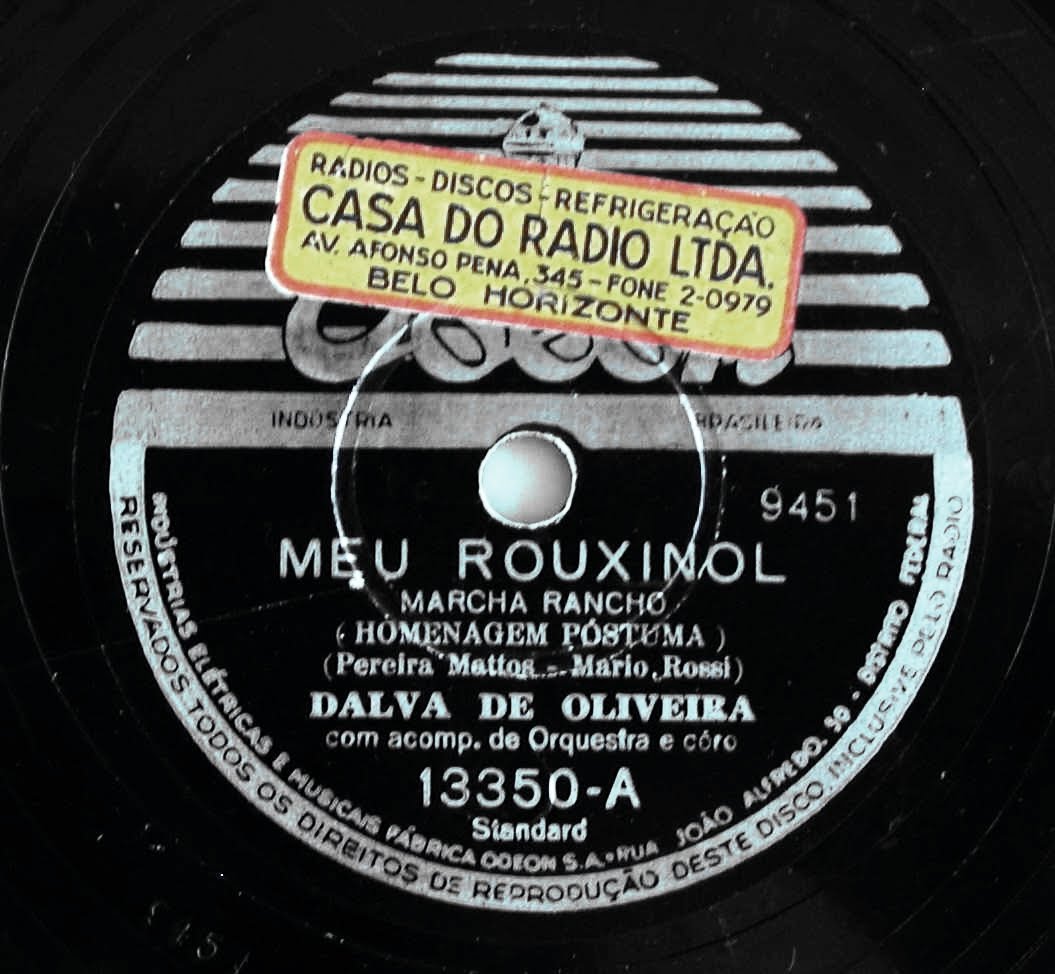 RADIOS - DISCOS - REFRIGERAÇÃO
CASA DO RADIO LTDA.
AV. AFONSO PENA, 345 - FONE 2-0979
BELO HORIZONTE
INDÚSTRIA BRASILEIRA
9451
MEU ROUXINOL
MARCHA RANCHO
( HOMENAGEM PÓSTUMA )
(Pereira Mattos - Mario Rossi)
DALVA DE OLIVEIRA
com acomp. de Orquestra e côro
13350-A
Standard
INDÚSTRIAS ELÉTRICAS E MUSICAIS FÁBRICA ODEON S.A. • RUA JOÃO ALFREDO, 50 • DISTRITO FEDERAL
RESERVADOS TODOS OS DIREITOS DE REPRODUÇÃO DESTE DISCO, INCLUSIVE PELO RADIO